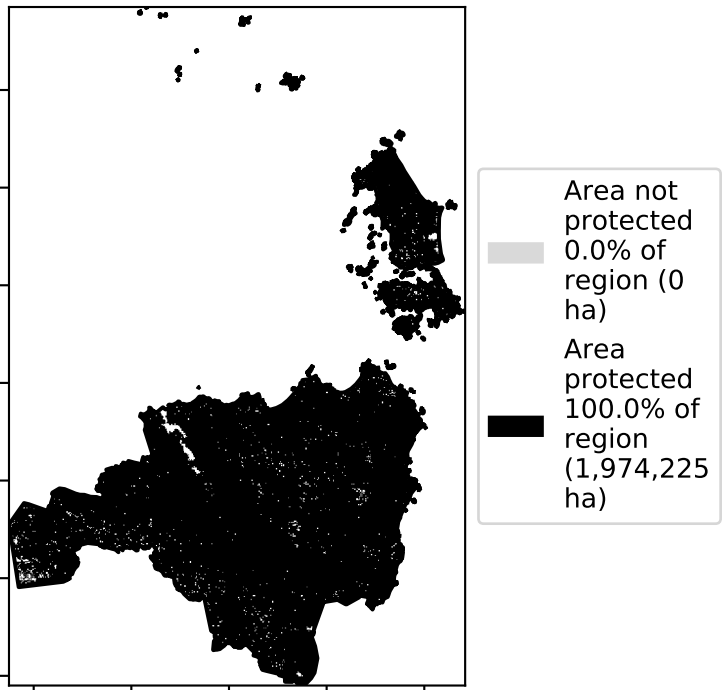 Area not
protected
0.0% of
region (0
ha)
Area
protected
100.0% of
region
(1,974,225
ha)